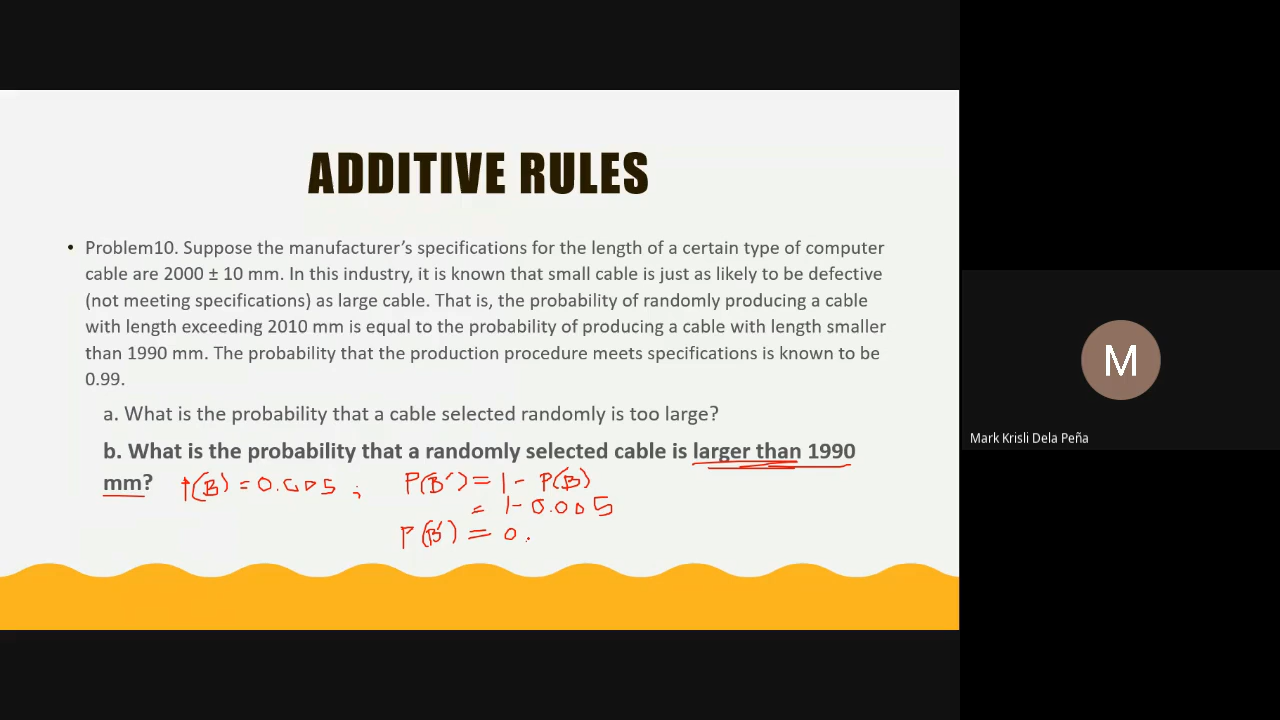 ADDITIVE RULES
• Problem10. Suppose the manufacturer's specifications for the length of a certain type of computer
cable are 2000 ± 10 mm. In this industry, it is known that small cable is just as likely to be defective
(not meeting specifications) as large cable. That is, the probability of randomly producing a cable
with length exceeding 2010 mm is equal to the probability of producing a cable with length smaller
than 1990 mm. The probability that the production procedure meets specifications is known to be
0.99.
a. What is the probability that a cable selected randomly is too large?
b. What is the probability that a randomly selected cable is larger than 1990
mm? P(B) = 0.005 ; P(B') = 1 - P(B)
= 1 - 0.005
P(B') = 0.
M
Mark Krisli Dela Peña